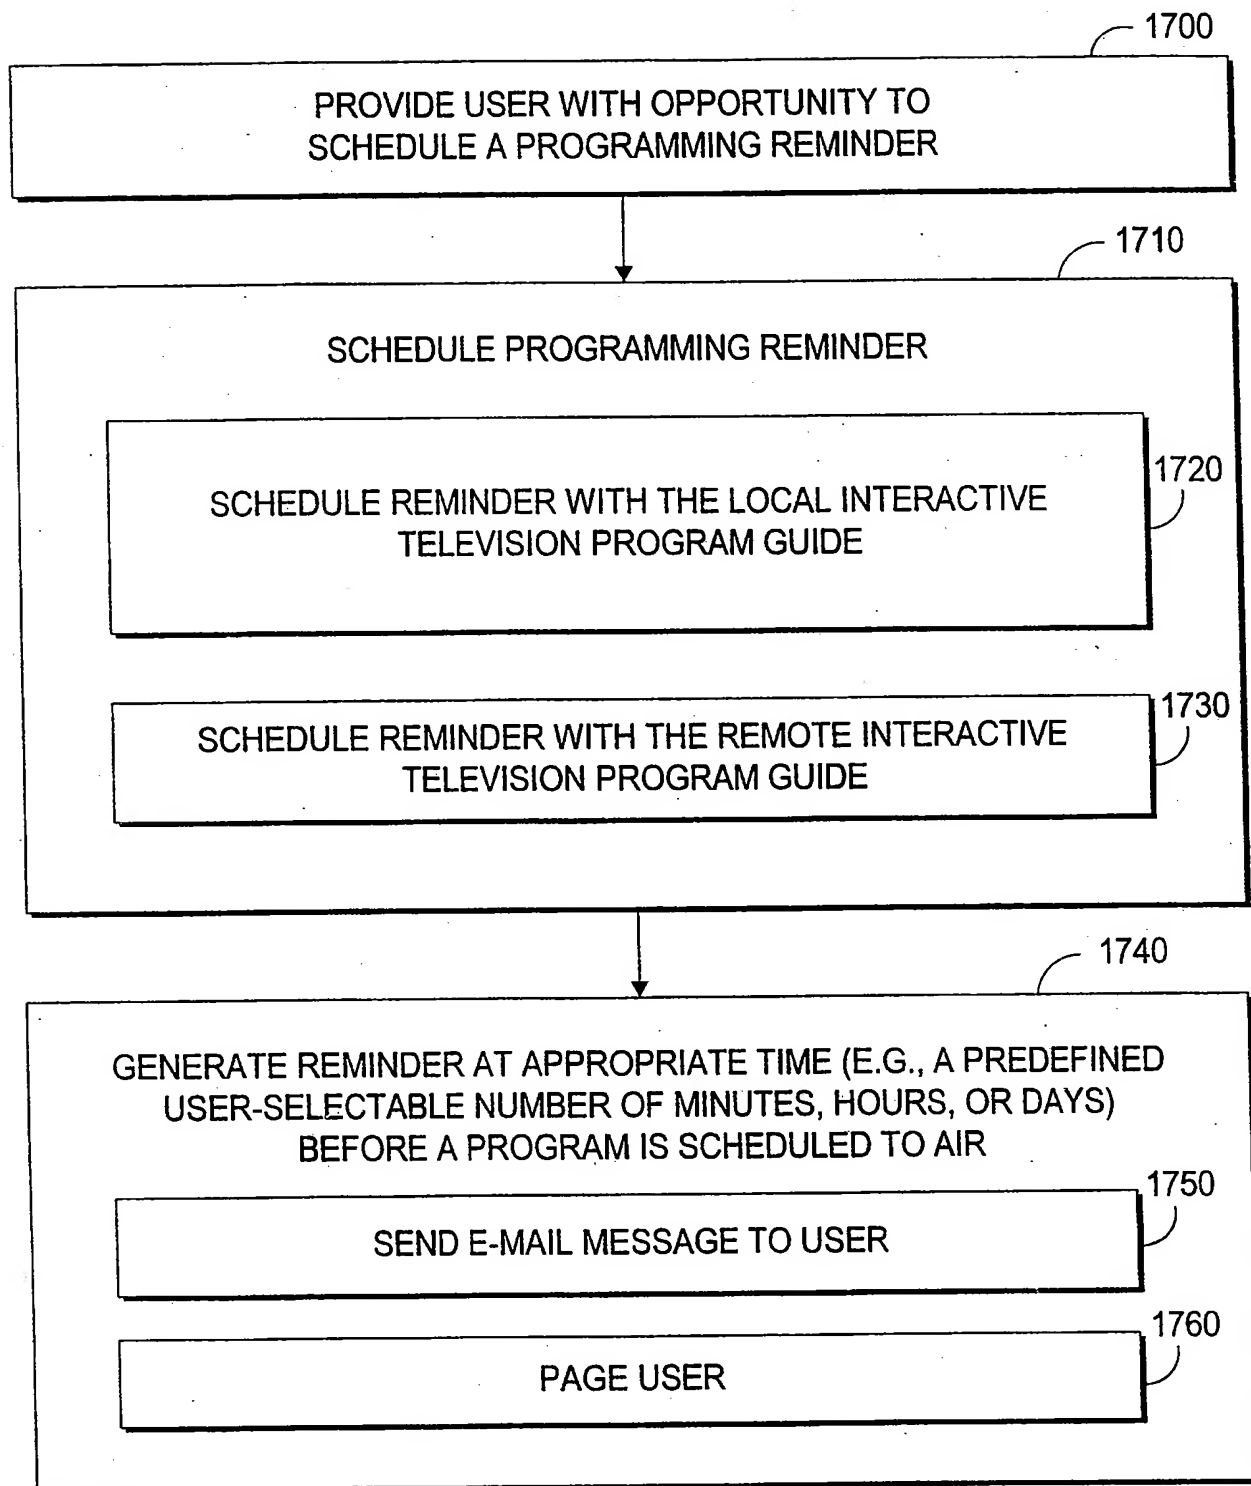 1700
PROVIDE USER WITH OPPORTUNITY TO
SCHEDULE A PROGRAMMING REMINDER
1710
SCHEDULE PROGRAMMING REMINDER
1720
SCHEDULE REMINDER WITH THE LOCAL INTERACTIVE
TELEVISION PROGRAM GUIDE
1730
SCHEDULE REMINDER WITH THE REMOTE INTERACTIVE
TELEVISION PROGRAM GUIDE
1740
GENERATE REMINDER AT APPROPRIATE TIME (E.G., A PREDEFINED
USER-SELECTABLE NUMBER OF MINUTES, HOURS, OR DAYS)
BEFORE A PROGRAM IS SCHEDULED TO AIR
1750
SEND E-MAIL MESSAGE TO USER
1760
PAGE USER